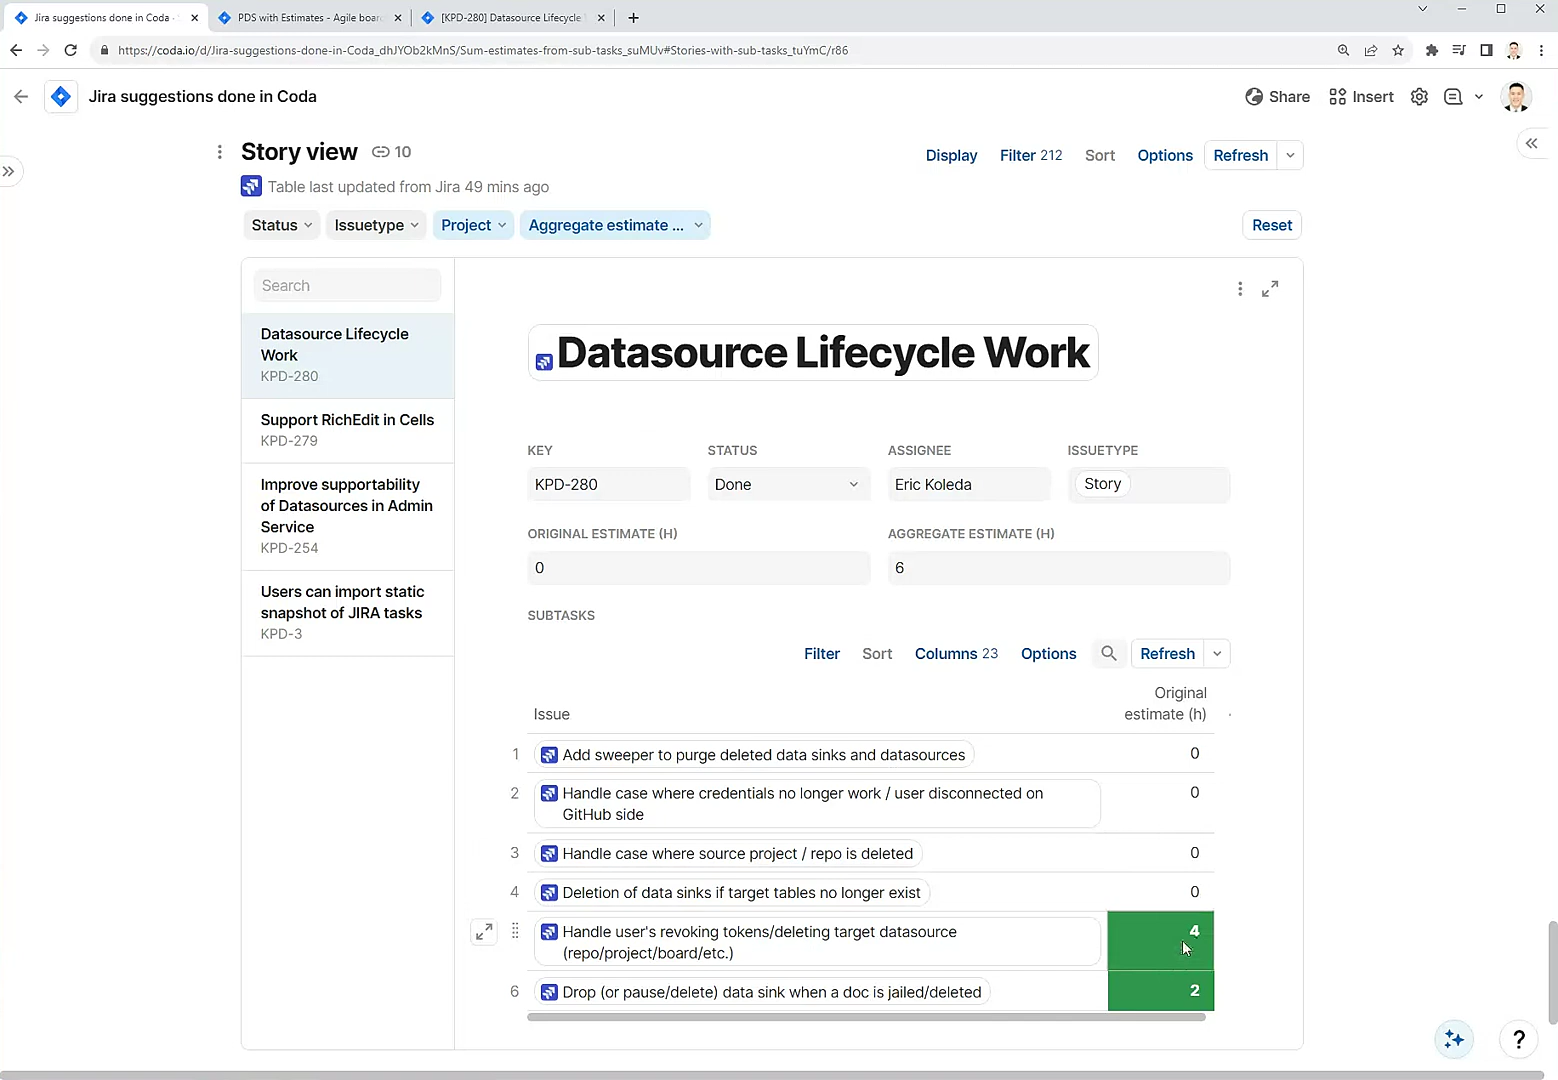 Jira suggestions done in Coda ·
PDS with Estimates - Agile boar
[KPD-280] Datasource Lifecycle
https://coda.io/d/Jira-suggestions-done-in-Coda_dhJYOb2kMnS/Sum-estimates-from-sub-tasks_suMUv#Stories-with-sub-tasks_tuYmC/r86
Jira suggestions done in Coda
Share
Insert
Story view
10
Display
Filter 212
Sort
Options
Refresh
Table last updated from Jira 49 mins ago
Status
Issuetype
Project
Aggregate estimate ...
Reset
Search
Datasource Lifecycle
Work
KPD-280
Support RichEdit in Cells
KPD-279
Improve supportability
of Datasources in Admin
Service
KPD-254
Users can import static
snapshot of JIRA tasks
KPD-3
Datasource Lifecycle Work
KEY
STATUS
ASSIGNEE
ISSUETYPE
KPD-280
Done
Eric Koleda
Story
ORIGINAL ESTIMATE (H)
AGGREGATE ESTIMATE (H)
0
6
SUBTASKS
Filter
Sort
Columns 23
Options
Refresh
Issue
Original
estimate (h)
1 Add sweeper to purge deleted data sinks and datasources 0
2 Handle case where credentials no longer work / user disconnected on 0
GitHub side
3 Handle case where source project / repo is deleted 0
4 Deletion of data sinks if target tables no longer exist 0
Handle user's revoking tokens/deleting target datasource 4
(repo/project/board/etc.)
6 Drop (or pause/delete) data sink when a doc is jailed/deleted 2
?